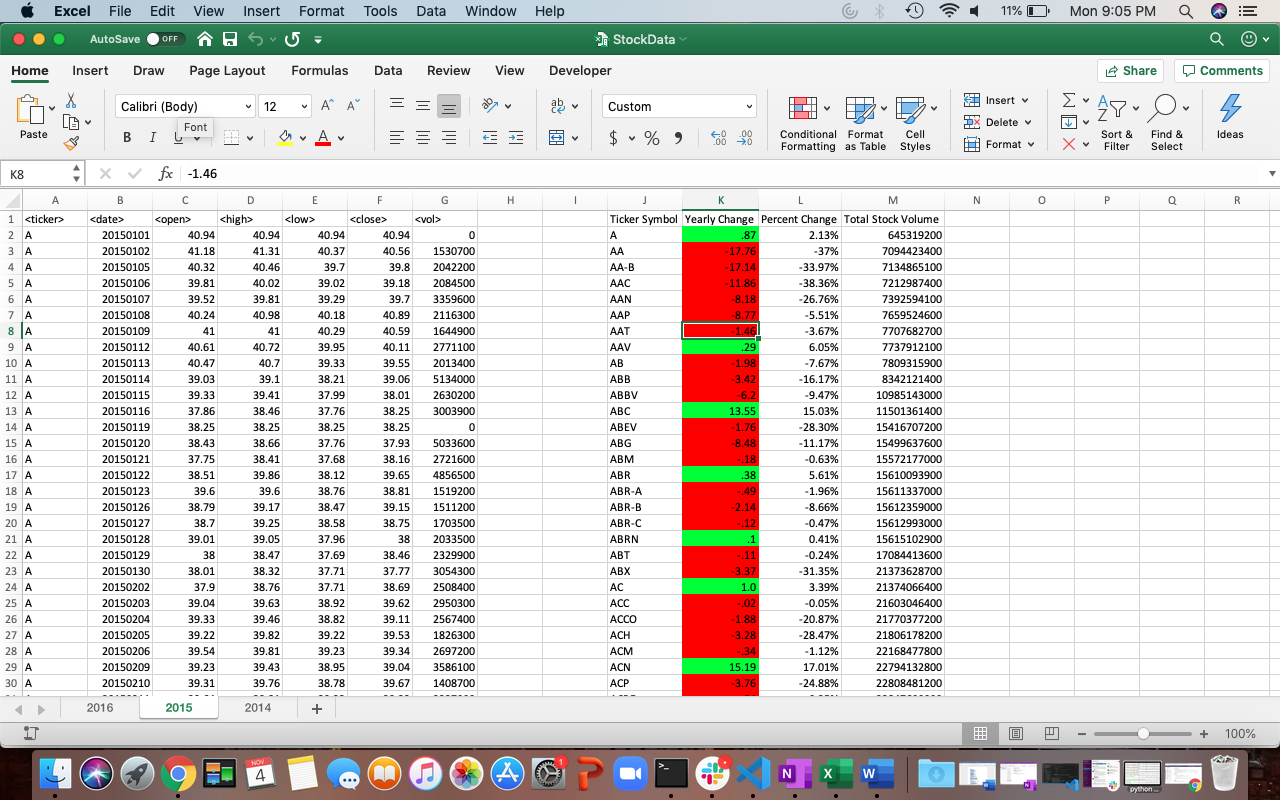 Excel File Edit View Insert Format Tools Data Window Help 11% Mon 9:05 PM
AutoSave OFF StockData
Home Insert Draw Page Layout Formulas Data Review View Developer Share Comments
Calibri (Body) 12 A^ A˅ ab Custom Insert Σ A Z
Paste Font B I U A $ % 9 .0 .00 Conditional Formatting Format as Table Cell Styles Delete Format Sort & Filter Find & Select Ideas
K8 fx -1.46
A B C D E F G H I J K L M N O P Q R
1 <ticker> <date> <open> <high> <low> <close> <vol> Ticker Symbol Yearly Change Percent Change Total Stock Volume
2 A 20150101 40.94 40.94 40.94 40.94 0 A .87 2.13% 645319200
3 A 20150102 41.18 41.31 40.37 40.56 1530700 AA -17.76 -37% 7094423400
4 A 20150105 40.32 40.46 39.7 39.8 2042200 AA-B -17.14 -33.97% 7134865100
5 A 20150106 39.81 40.02 39.02 39.18 2084500 AAC -11.86 -38.36% 7212987400
6 A 20150107 39.52 39.81 39.29 39.7 3359600 AAN -8.18 -26.76% 7392594100
7 A 20150108 40.24 40.98 40.18 40.89 2116300 AAP -8.77 -5.51% 7659524600
8 A 20150109 41 41 40.29 40.59 1644900 AAT -1.46 -3.67% 7707682700
9 A 20150112 40.61 40.72 39.95 40.11 2771100 AAV .29 6.05% 7737912100
10 A 20150113 40.47 40.7 39.33 39.55 2013400 AB -1.98 -7.67% 7809315900
11 A 20150114 39.03 39.1 38.21 39.06 5134000 ABB -3.42 -16.17% 8342121400
12 A 20150115 39.33 39.41 37.99 38.01 2630200 ABBV -6.2 -9.47% 10985143000
13 A 20150116 37.86 38.46 37.76 38.25 3003900 ABC 13.55 15.03% 11501361400
14 A 20150119 38.25 38.25 38.25 38.25 0 ABEV -1.76 -28.30% 15416707200
15 A 20150120 38.43 38.66 37.76 37.93 5033600 ABG -8.48 -11.17% 15499637600
16 A 20150121 37.75 38.41 37.68 38.16 2721600 ABM -.18 -0.63% 15572177000
17 A 20150122 38.51 39.86 38.12 39.65 4856500 ABR .38 5.61% 15610093900
18 A 20150123 39.6 39.6 38.76 38.81 1519200 ABR-A -.49 -1.96% 15611337000
19 A 20150126 38.79 39.17 38.47 39.15 1511200 ABR-B -2.14 -8.66% 15612359000
20 A 20150127 38.7 39.25 38.58 38.75 1703500 ABR-C -.12 -0.47% 15612993000
21 A 20150128 39.01 39.05 37.96 38 2033500 ABRN .1 0.41% 15615102900
22 A 20150129 38 38.47 37.69 38.46 2329900 ABT -.11 -0.24% 17084413600
23 A 20150130 38.01 38.32 37.71 37.77 3054300 ABX -3.37 -31.35% 21373628700
24 A 20150202 37.9 38.76 37.71 38.69 2508400 AC 1.0 3.39% 21374066400
25 A 20150203 39.04 39.63 38.92 39.62 2950300 ACC -.02 -0.05% 21603046400
26 A 20150204 39.33 39.46 38.82 39.11 2567400 ACCO -1.88 -20.87% 21770377200
27 A 20150205 39.22 39.82 39.22 39.53 1826300 ACH -3.28 -28.47% 21806178200
28 A 20150206 39.54 39.81 39.23 39.34 2697200 ACM -.34 -1.12% 22168477800
29 A 20150209 39.23 39.43 38.95 39.04 3586100 ACN 15.19 17.01% 22794132800
30 A 20150210 39.31 39.76 38.78 39.67 1408700 ACP -3.76 -24.88% 22808481200
2016 2015 2014 +
100%
NOV 4 1 N X W python ...